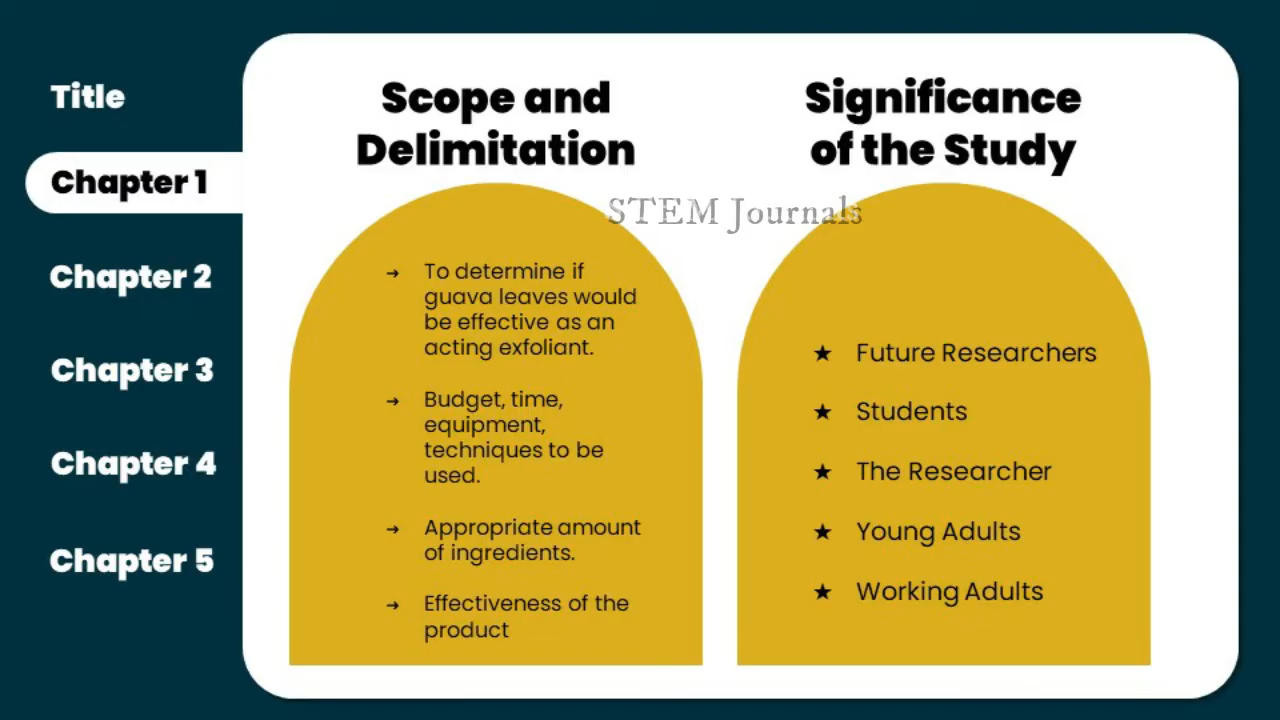 Title
Chapter 1
Chapter 2
Chapter 3
Chapter 4
Chapter 5
Scope and
Delimitation
→ To determine if
guava leaves would
be effective as an
acting exfoliant.
→ Budget, time,
equipment,
techniques to be
used.
→ Appropriate amount
of ingredients.
→ Effectiveness of the
product
Significance
of the Study
STEM Journals
★ Future Researchers
★ Students
★ The Researcher
★ Young Adults
★ Working Adults